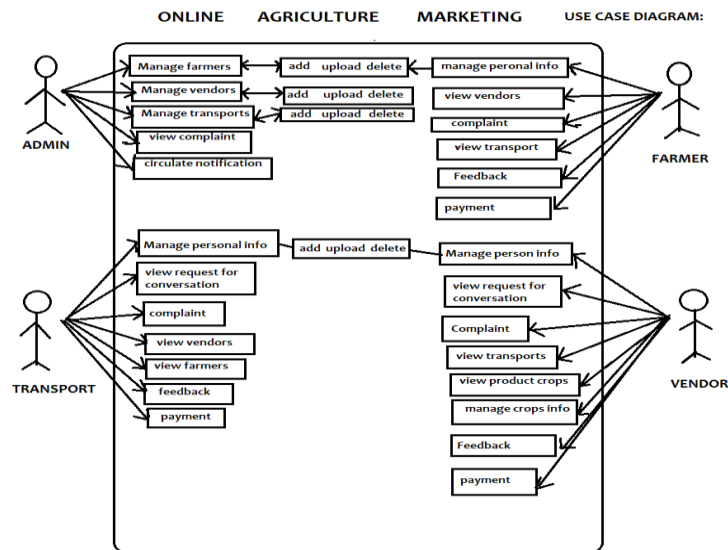 ONLINE AGRICULTURE MARKETING USE CASE DIAGRAM:
Manage farmers
add upload delete
manage peronal info
Manage vendors
add upload delete
view vendors
Manage transports
add upload delete
complaint
view complaint
view transport
circulate notification
Feedback
payment
ADMIN
FARMER
Manage personal info
add upload delete
Manage person info
view request for
conversation
view request for
conversation
complaint
Complaint
view vendors
view transports
view farmers
view product crops
feedback
manage crops info
payment
Feedback
payment
TRANSPORT
VENDOR